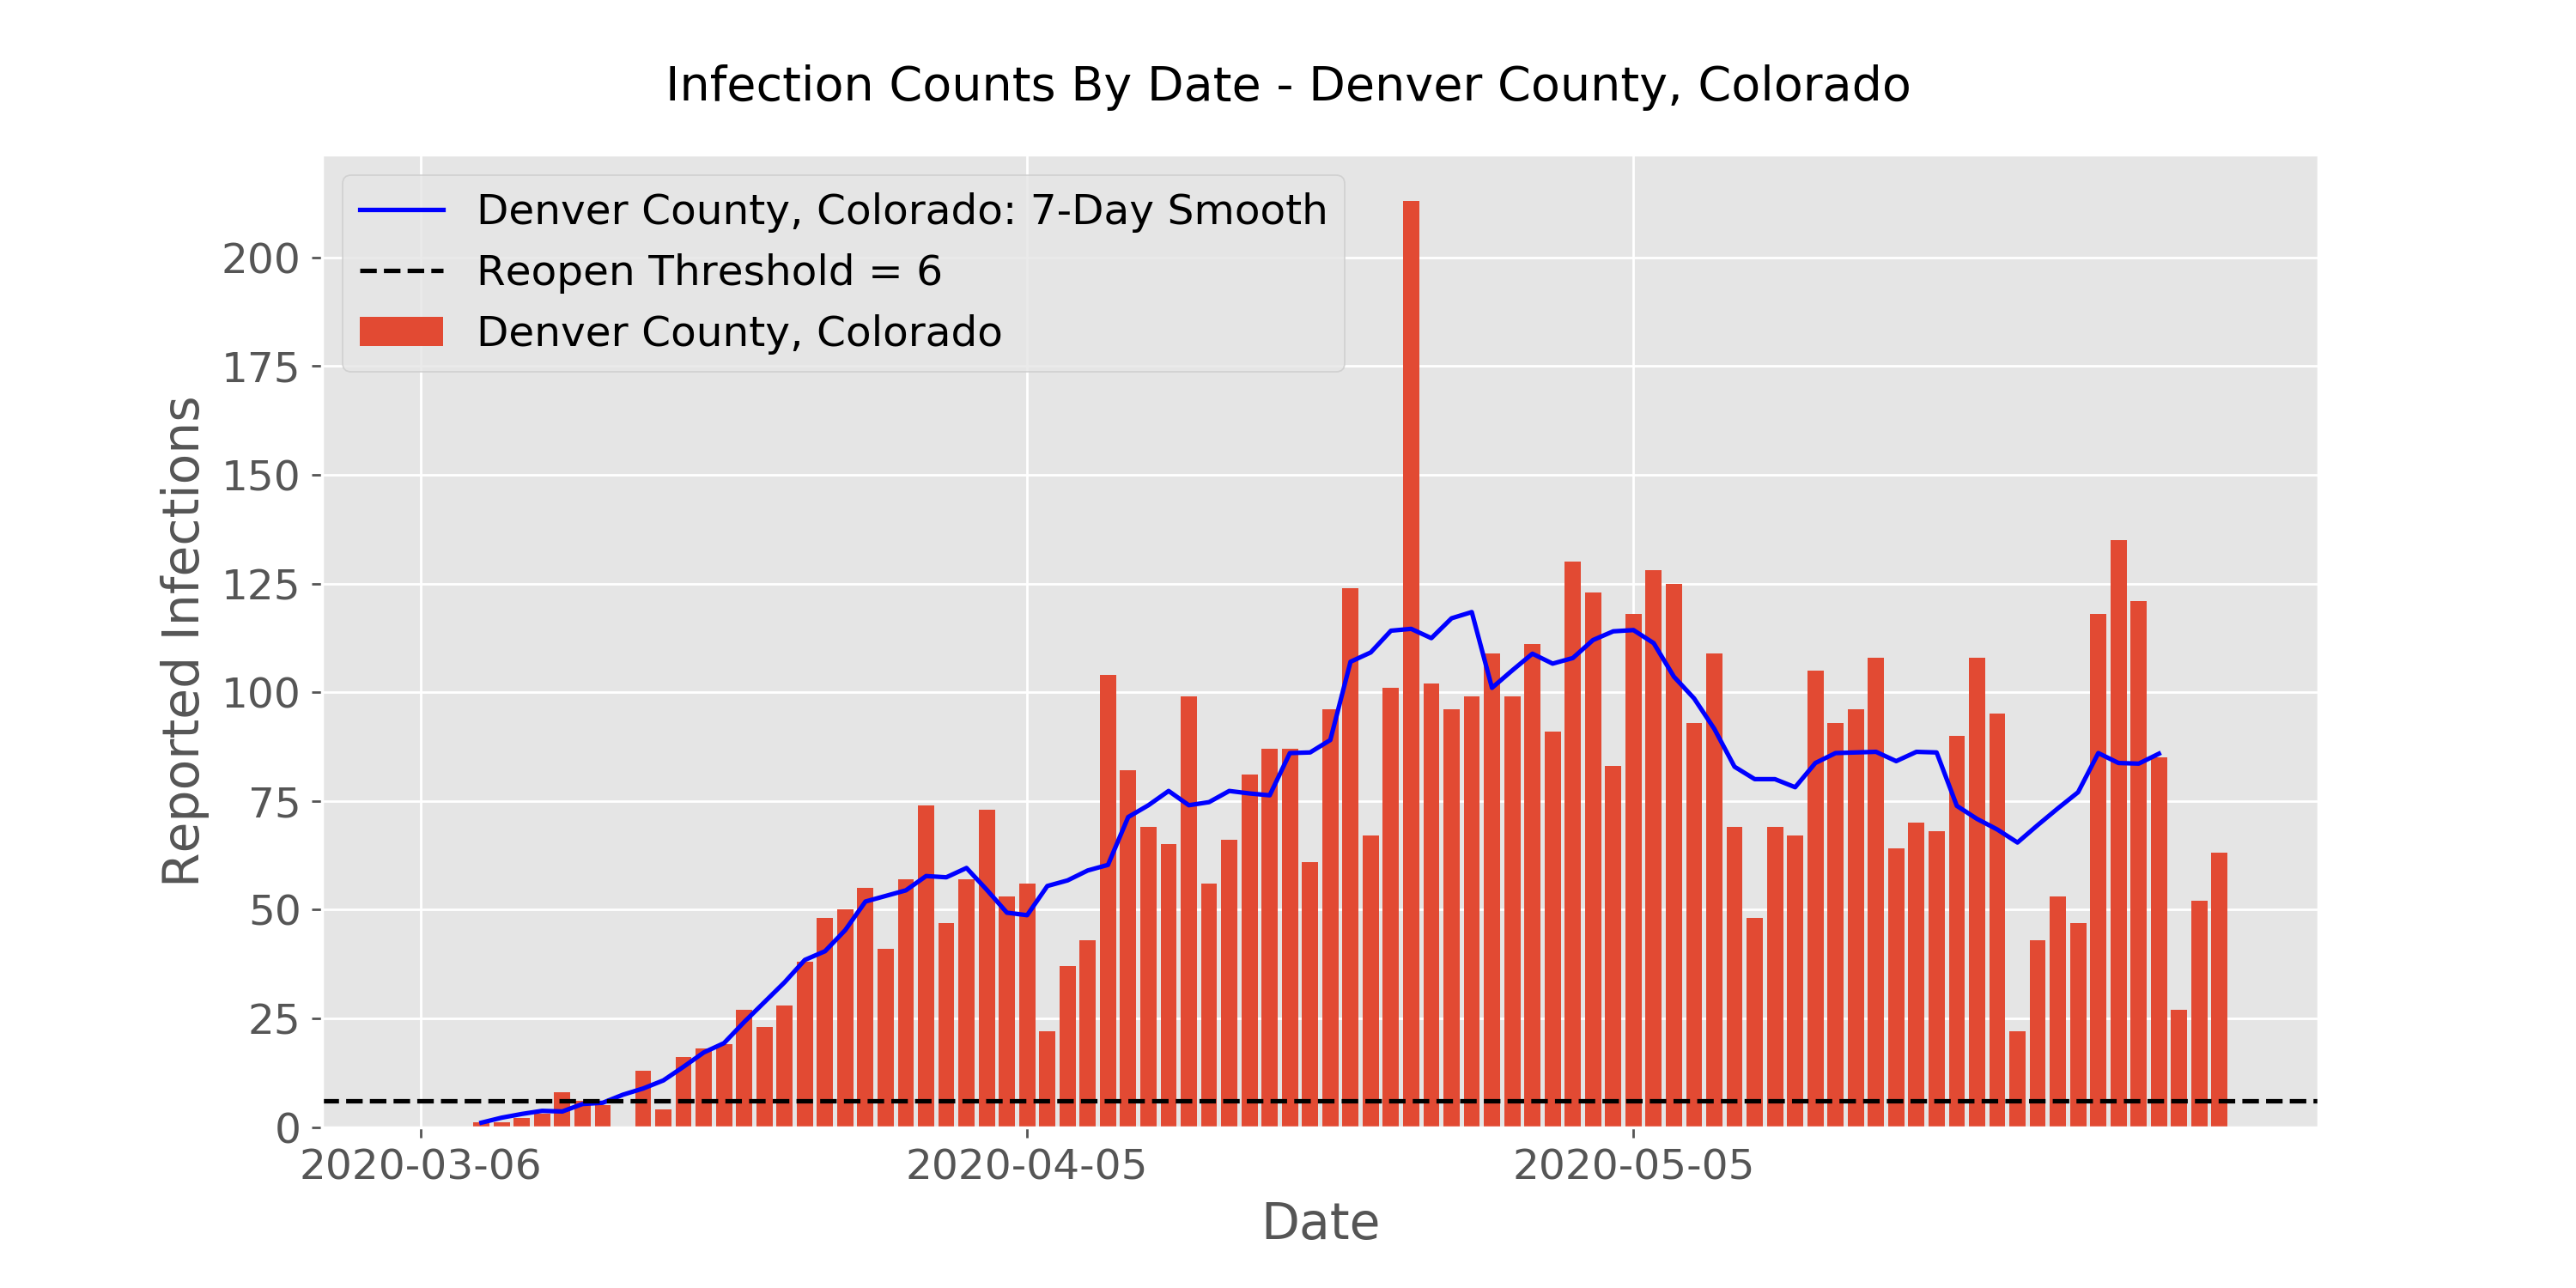 Infection Counts By Date - Denver County, Colorado
Denver County, Colorado: 7-Day Smooth
Reopen Threshold = 6
Denver County, Colorado
200
175
150
125
100
75
50
25
0
Reported Infections
2020-03-06 2020-04-05 2020-05-05
Date